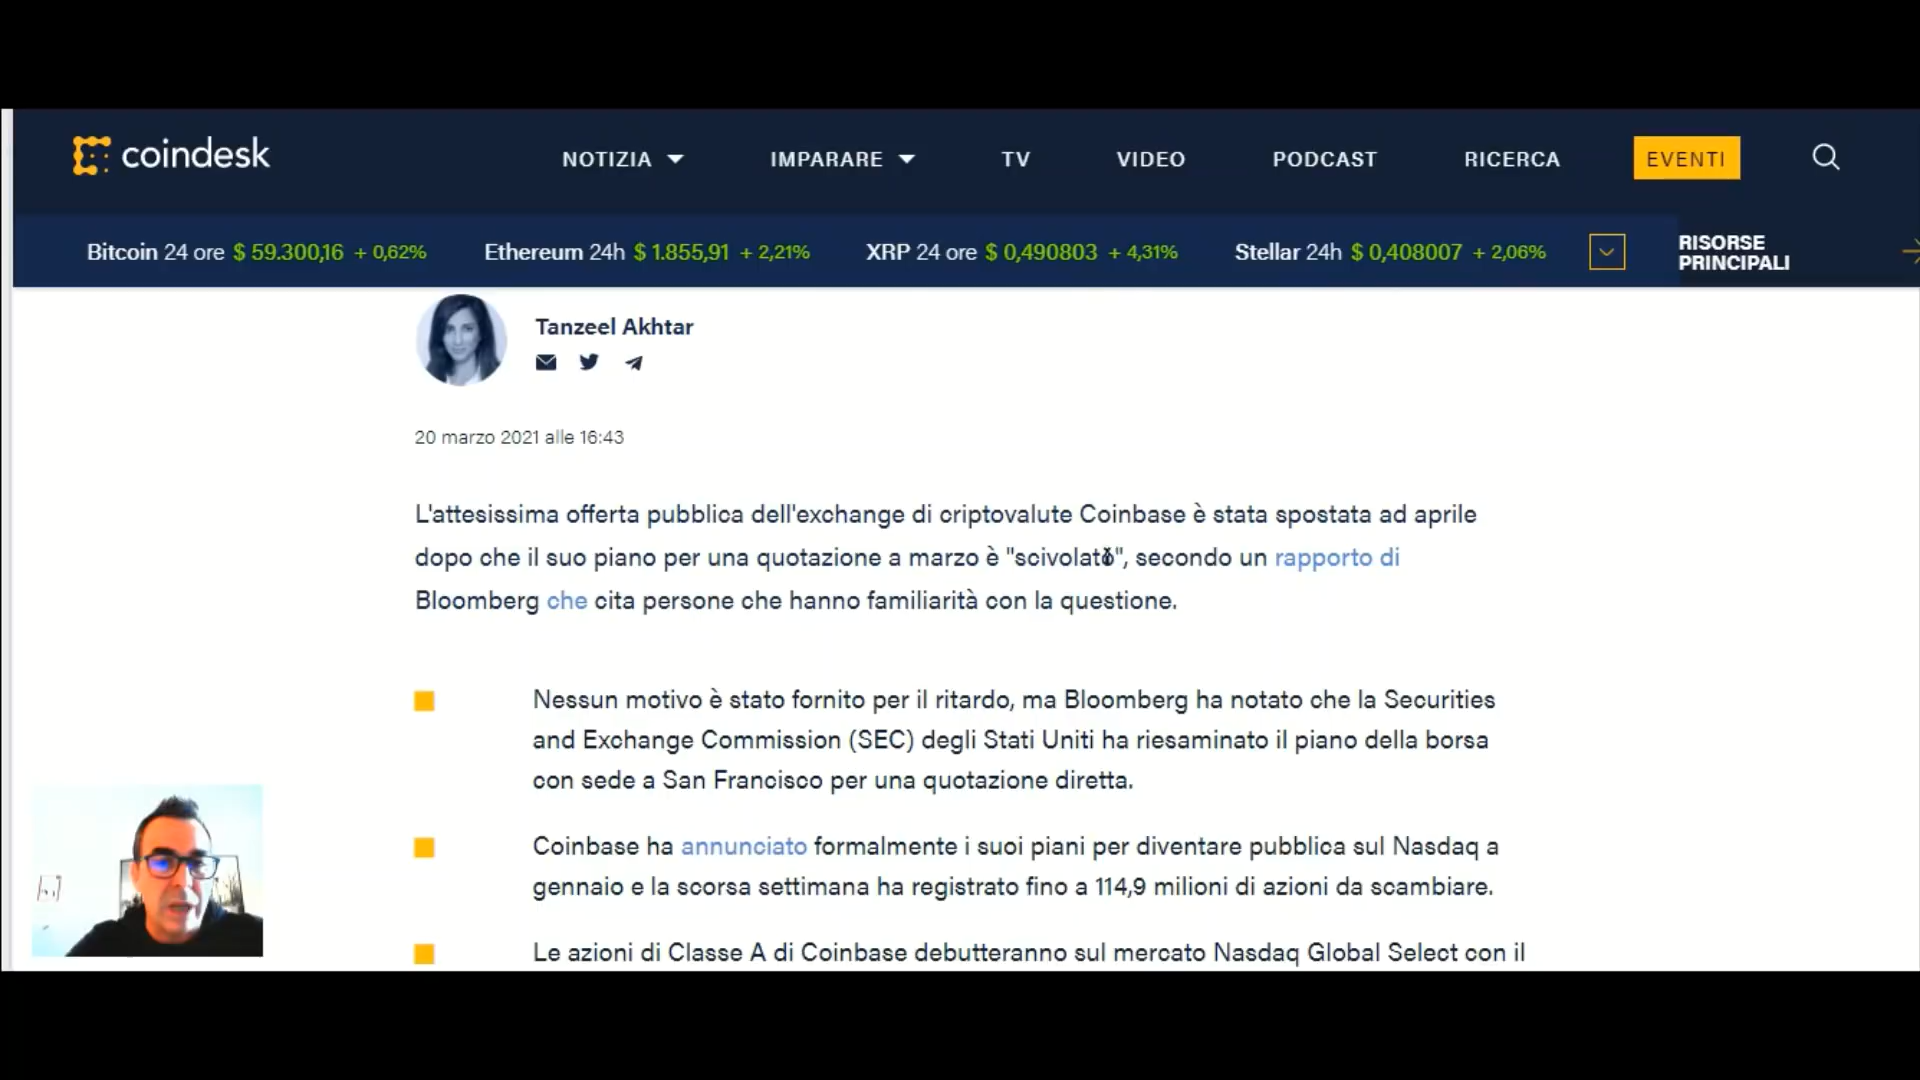 coindesk
NOTIZIA
IMPARARE
TV
VIDEO
PODCAST
RICERCA
EVENTI
Bitcoin 24 ore $ 59.300,16 + 0,62%
Ethereum 24h $ 1.855,91 + 2,21%
XRP 24 ore $ 0,490803 + 4,31%
Stellar 24h $ 0,408007 + 2,06%
RISORSE
PRINCIPALI
Tanzeel Akhtar
20 marzo 2021 alle 16:43
L'attesissima offerta pubblica dell'exchange di criptovalute Coinbase è stata spostata ad aprile
dopo che il suo piano per una quotazione a marzo è "scivolato", secondo un rapporto di
Bloomberg che cita persone che hanno familiarità con la questione.
Nessun motivo è stato fornito per il ritardo, ma Bloomberg ha notato che la Securities
and Exchange Commission (SEC) degli Stati Uniti ha riesaminato il piano della borsa
con sede a San Francisco per una quotazione diretta.
Coinbase ha annunciato formalmente i suoi piani per diventare pubblica sul Nasdaq a
gennaio e la scorsa settimana ha registrato fino a 114,9 milioni di azioni da scambiare.
Le azioni di Classe A di Coinbase debutteranno sul mercato Nasdaq Global Select con il